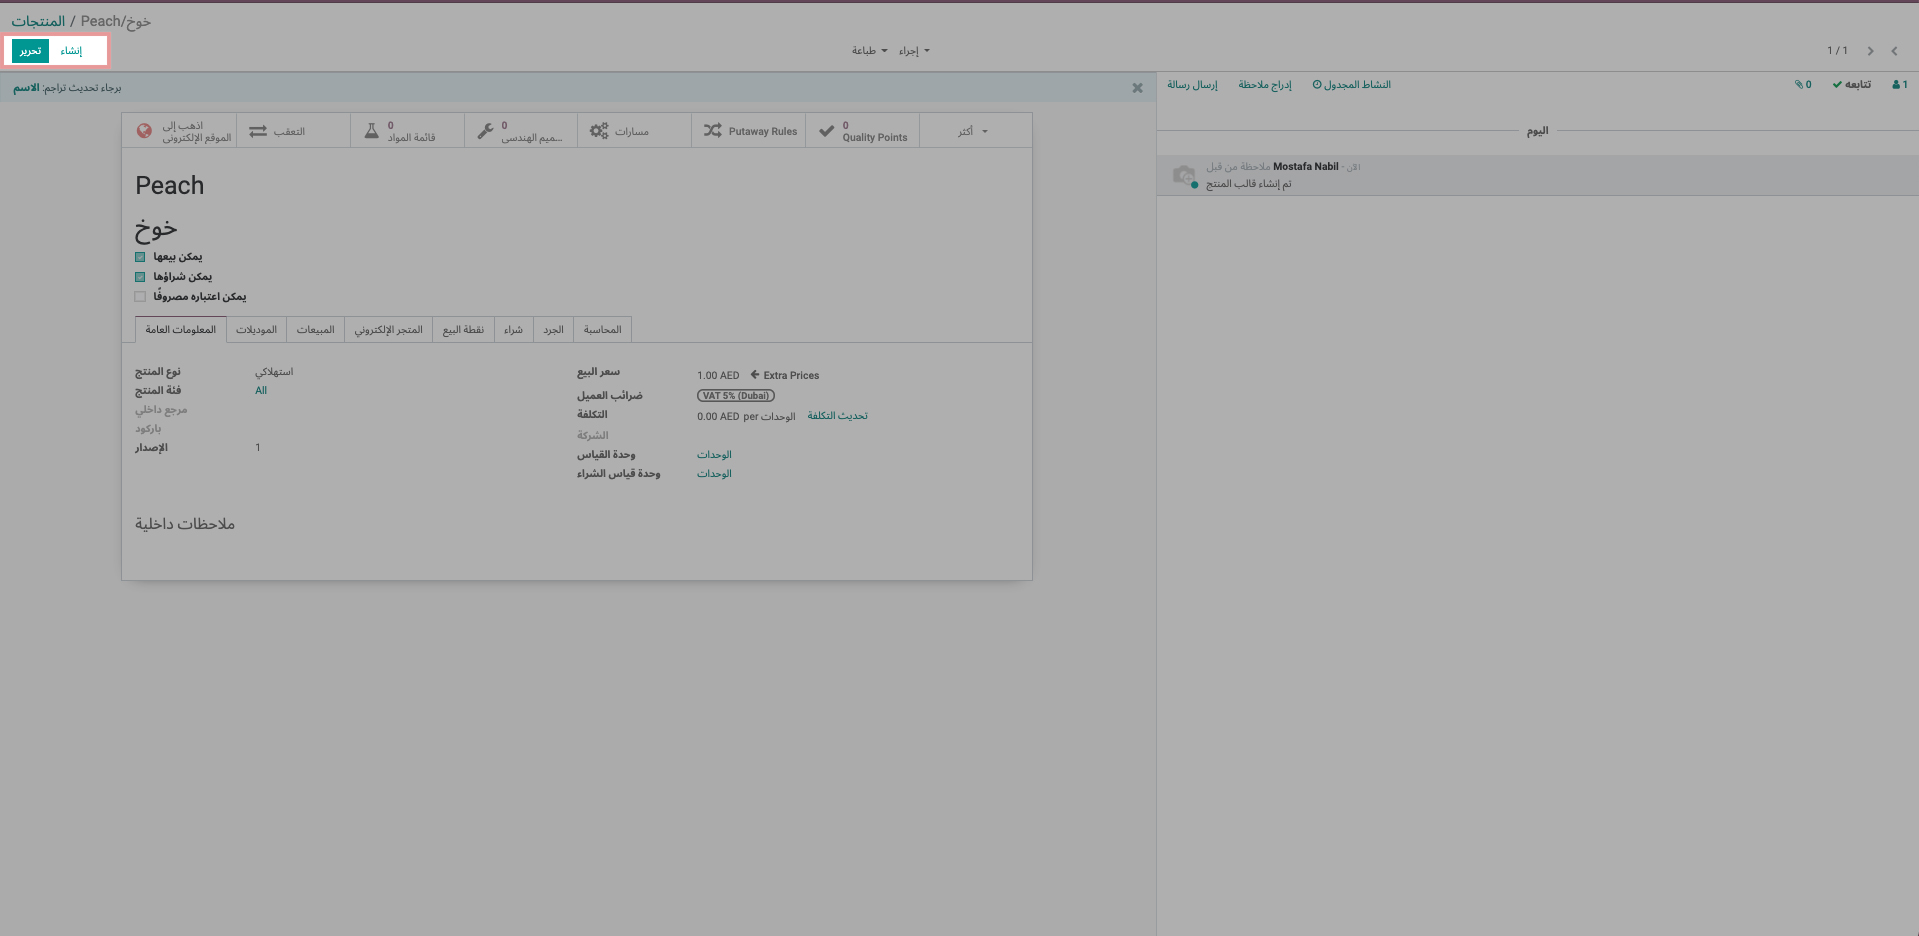 المنتجات / Peach/خوخ
تحرير إنشاء
طباعة إجراء
1 / 1
برجاء تحديث تراجم: الاسم
إرسال رسالة إدراج ملاحظة النشاط المجدول
0 تتابعه 1
اذهب إلى
الموقع الإلكتروني
التعقب
0
قائمة المواد
0
...ميم الهندسي
مسارات
Putaway Rules
0
Quality Points
أكثر
Peach
خوخ
يمكن بيعها
يمكن شراؤها
يمكن اعتباره مصروفًا
المعلومات العامة الموديلات المبيعات المتجر الإلكتروني نقطة البيع شراء الجرد المحاسبة
نوع المنتج استهلاكي
فئة المنتج All
مرجع داخلي
باركود
الإصدار 1
سعر البيع 1.00 AED Extra Prices
ضرائب العميل VAT 5% (Dubai)
التكلفة 0.00 AED per الوحدات تحديث التكلفة
الشركة
وحدة القياس الوحدات
وحدة قياس الشراء الوحدات
ملاحظات داخلية
اليوم
ملاحظة من قبل Mostafa Nabil - الآن
تم إنشاء قالب المنتج